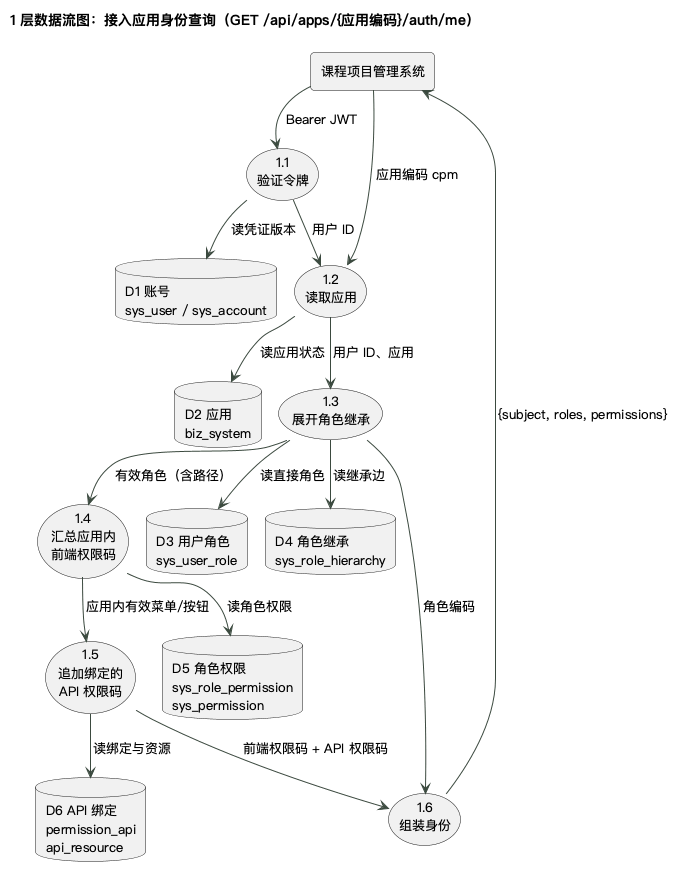 1 层数据流图：接入应用身份查询（GET /api/apps/{应用编码}/auth/me）
课程项目管理系统
Bearer JWT
1.1
验证令牌
应用编码 cpm
读凭证版本
用户 ID
D1 账号
sys_user / sys_account
1.2
读取应用
读应用状态
用户 ID、应用
D2 应用
biz_system
1.3
展开角色继承
{subject, roles, permissions}
有效角色（含路径）
读直接角色
读继承边
1.4
汇总应用内
前端权限码
D3 用户角色
sys_user_role
D4 角色继承
sys_role_hierarchy
应用内有效菜单/按钮
读角色权限
角色编码
1.5
追加绑定的
API 权限码
D5 角色权限
sys_role_permission
sys_permission
读绑定与资源
前端权限码 + API 权限码
D6 API 绑定
permission_api
api_resource
1.6
组装身份